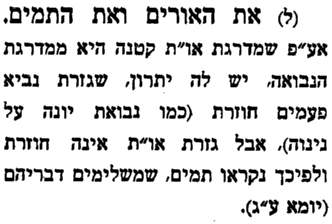 (ל) את האורים ואת התמים.
אע״פ שמדרגת או״ת קטנה היא ממדרגת
הנבואה, יש לה יתרון, שגזרת נביא
פעמים חוזרת (כמו נבואת יונה על
נינוה), אבל גזרת או״ת אינה חוזרת
ולפיכך נקראו תמים, שמשלימים דבריהם
(יומא ע״ג).